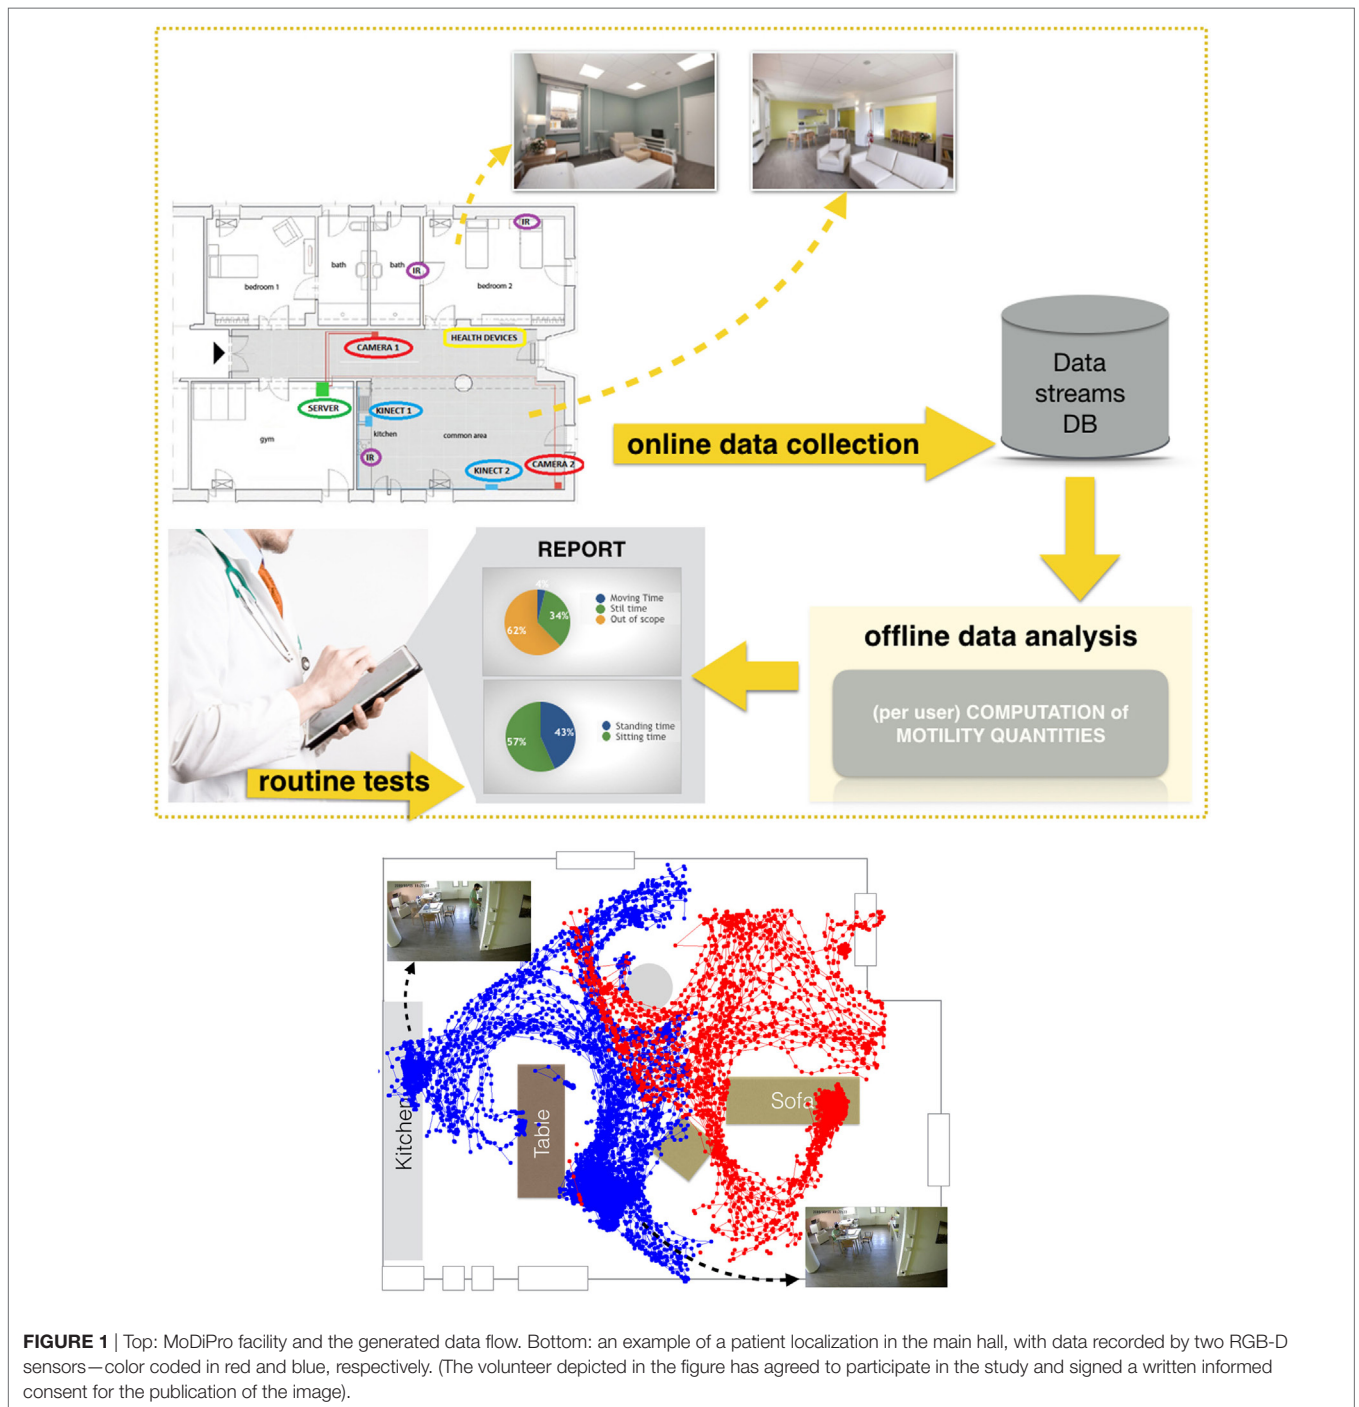 IR
bath
bath
IR
bedroom 1
bedroom 2
HEALTH DEVICES
CAMERA 1
SERVER
KINECT 1
kitchen
common area
gym
IR
KINECT 2
CAMERA 2
online data collection
Data
streams
DB
REPORT
4%
34%
62%
Moving Time
Stil time
Out of scope
57%
43%
Standing time
Sitting time
routine tests
offline data analysis
(per user) COMPUTATION of
MOTILITY QUANTITIES
Kitchen
Table
Sofa
FIGURE 1 | Top: MoDiPro facility and the generated data flow. Bottom: an example of a patient localization in the main hall, with data recorded by two RGB-D
sensors—color coded in red and blue, respectively. (The volunteer depicted in the figure has agreed to participate in the study and signed a written informed
consent for the publication of the image).